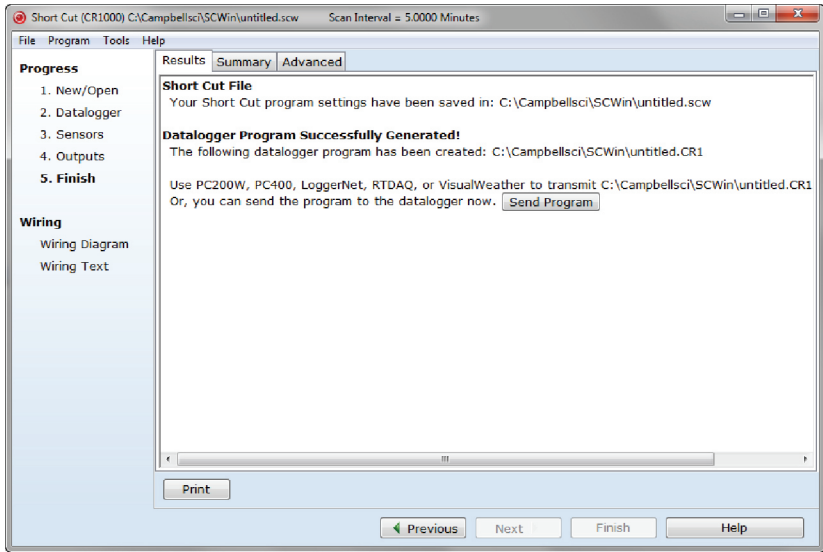 Short Cut (CR1000) C:\Campbellsci\SCWin\untitled.scw Scan Interval = 5.0000 Minutes
File Program Tools Help
Progress
1. New/Open
2. Datalogger
3. Sensors
4. Outputs
5. Finish
Wiring
Wiring Diagram
Wiring Text
Results Summary Advanced
Short Cut File
Your Short Cut program settings have been saved in: C:\Campbellsci\SCWin\untitled.scw
Datalogger Program Successfully Generated!
The following datalogger program has been created: C:\Campbellsci\SCWin\untitled.CR1
Use PC200W, PC400, LoggerNet, RTDAQ, or VisualWeather to transmit C:\Campbellsci\SCWin\untitled.CR1
Or, you can send the program to the datalogger now. Send Program
Print
Previous Next Finish Help